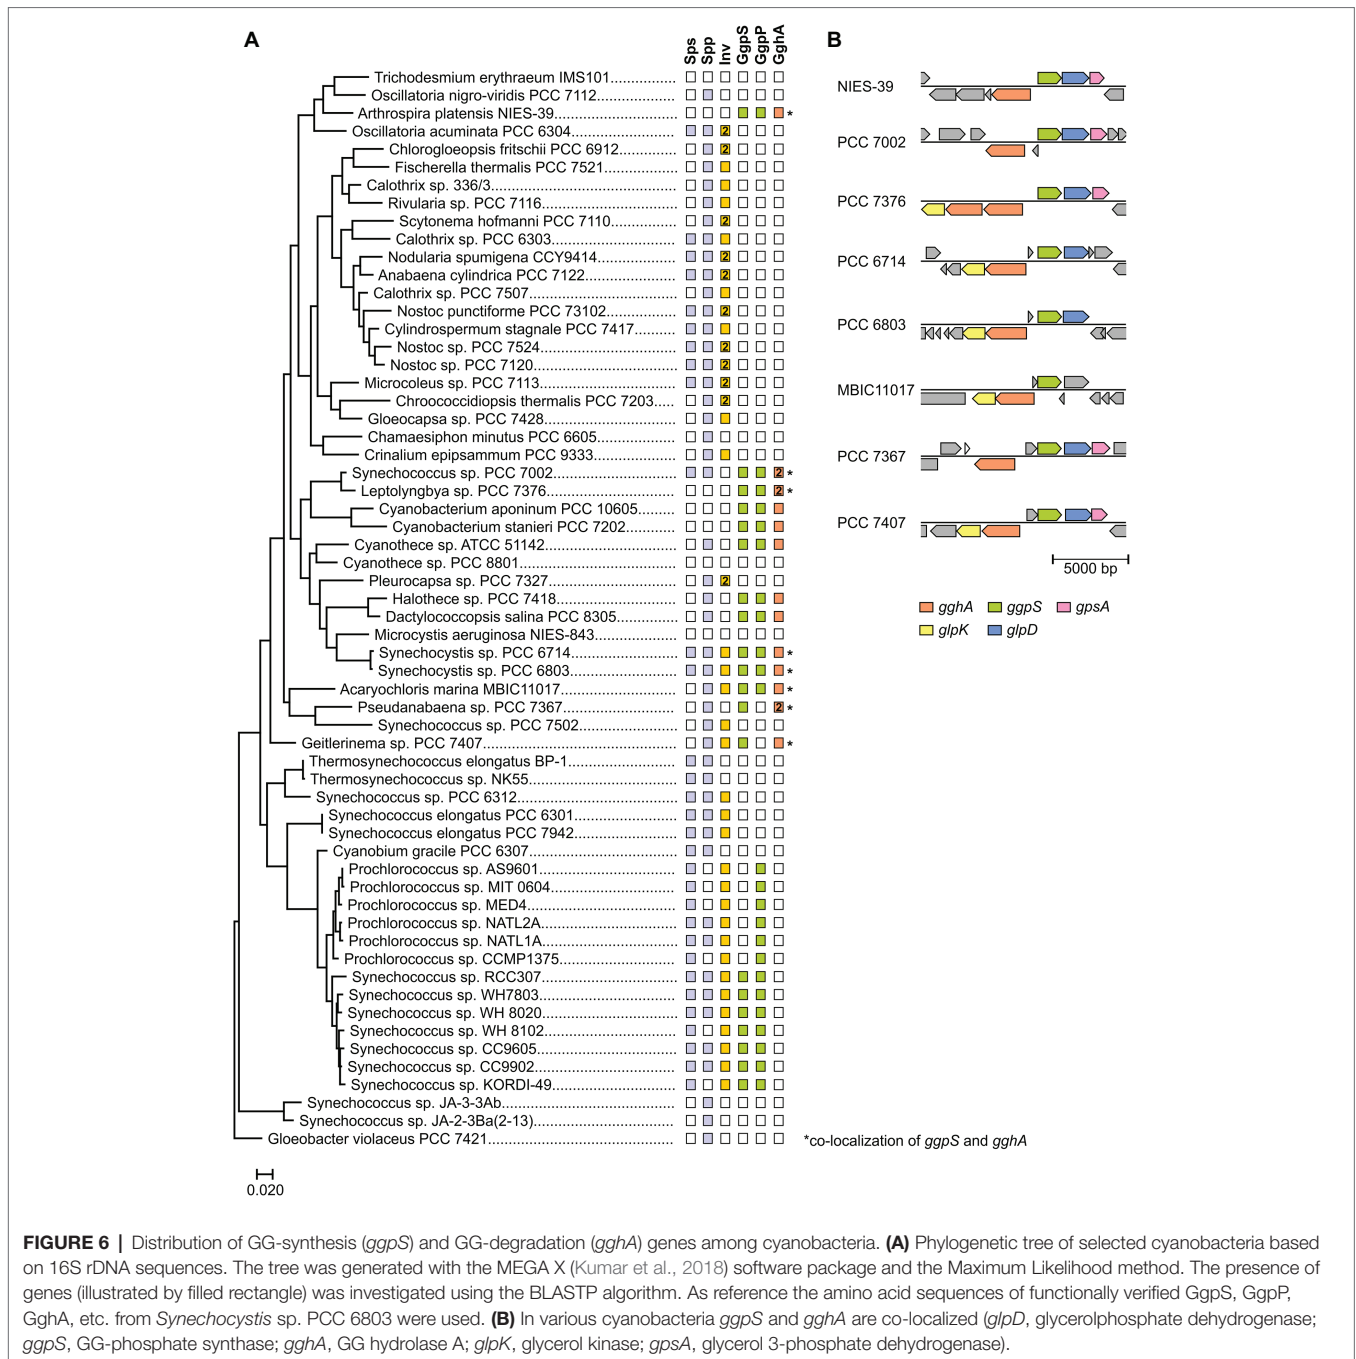 A
Sps
Spp
Inv
GgpS
GgpP
GghA
Trichodesmium erythraeum IMS101................
Oscillatoria nigro-viridis PCC 7112....................
Arthrospira platensis NIES-39.............................. *
Oscillatoria acuminata PCC 6304......................... 2
Chlorogloeopsis fritschii PCC 6912.............. 2
Fischerella thermalis PCC 7521....................
Calothrix sp. 336/3..............................................
Rivularia sp. PCC 7116.................................
Scytonema hofmanni PCC 7110................ 2
Calothrix sp. PCC 6303...............................
Nodularia spumigena CCY9414................... 2
Anabaena cylindrica PCC 7122...................... 2
Calothrix sp. PCC 7507....................................
Nostoc punctiforme PCC 73102................. 2
Cylindrospermum stagnale PCC 7417..........
Nostoc sp. PCC 7524................................. 2
Nostoc sp. PCC 7120................................... 2
Microcoleus sp. PCC 7113............................... 2
Chroococcidiopsis thermalis PCC 7203..... 2
Gloeocapsa sp. PCC 7428..............................
Chamaesiphon minutus PCC 6605...................
Crinalium epipsammum PCC 9333....................
Synechococcus sp. PCC 7002............................. 2 *
Leptolyngbya sp. PCC 7376............................... 2 *
Cyanobacterium aponinum PCC 10605.........
Cyanobacterium stanieri PCC 7202............
Cyanothece sp. ATCC 51142.........................
Cyanothece sp. PCC 8801......................................
Pleurocapsa sp. PCC 7327............................... 2
Halothece sp. PCC 7418..............................
Dactylococcopsis salina PCC 8305..............
Microcystis aeruginosa NIES-843....................
Synechocystis sp. PCC 6714.......................... *
Synechocystis sp. PCC 6803.......................... *
Acaryochloris marina MBIC11017............................ *
Pseudanabaena sp. PCC 7367........................... 2 *
Synechococcus sp. PCC 7502........................
Geitlerinema sp. PCC 7407................................................ *
Thermosynechococcus elongatus BP-1...........................
Thermosynechococcus sp. NK55....................................
Synechococcus sp. PCC 6312.......................................
Synechococcus elongatus PCC 6301.........................
Synechococcus elongatus PCC 7942.........................
Cyanobium gracile PCC 6307.....................................
Prochlorococcus sp. AS9601..................................
Prochlorococcus sp. MIT 0604...............................
Prochlorococcus sp. MED4.....................................
Prochlorococcus sp. NATL2A.................................
Prochlorococcus sp. NATL1A.................................
Prochlorococcus sp. CCMP1375.............................
Synechococcus sp. RCC307.................................
Synechococcus sp. WH7803..................................
Synechococcus sp. WH 8020.................................
Synechococcus sp. WH 8102................................
Synechococcus sp. CC9605..................................
Synechococcus sp. CC9902..................................
Synechococcus sp. KORDI-49..............................
Synechococcus sp. JA-3-3Ab...........................................
Synechococcus sp. JA-2-3Ba(2-13)...................................
Gloeobacter violaceus PCC 7421..............................................
*co-localization of ggpS and gghA
0.020
B
NIES-39
PCC 7002
PCC 7376
PCC 6714
PCC 6803
MBIC11017
PCC 7367
PCC 7407
5000 bp
gghA ggpS gpsA
glpK glpD
FIGURE 6 | Distribution of GG-synthesis (ggpS) and GG-degradation (gghA) genes among cyanobacteria. (A) Phylogenetic tree of selected cyanobacteria based
on 16S rDNA sequences. The tree was generated with the MEGA X (Kumar et al., 2018) software package and the Maximum Likelihood method. The presence of
genes (illustrated by filled rectangle) was investigated using the BLASTP algorithm. As reference the amino acid sequences of functionally verified GgpS, GgpP,
GghA, etc. from Synechocystis sp. PCC 6803 were used. (B) In various cyanobacteria ggpS and gghA are co-localized (glpD, glycerolphosphate dehydrogenase;
ggpS, GG-phosphate synthase; gghA, GG hydrolase A; glpK, glycerol kinase; gpsA, glycerol 3-phosphate dehydrogenase).